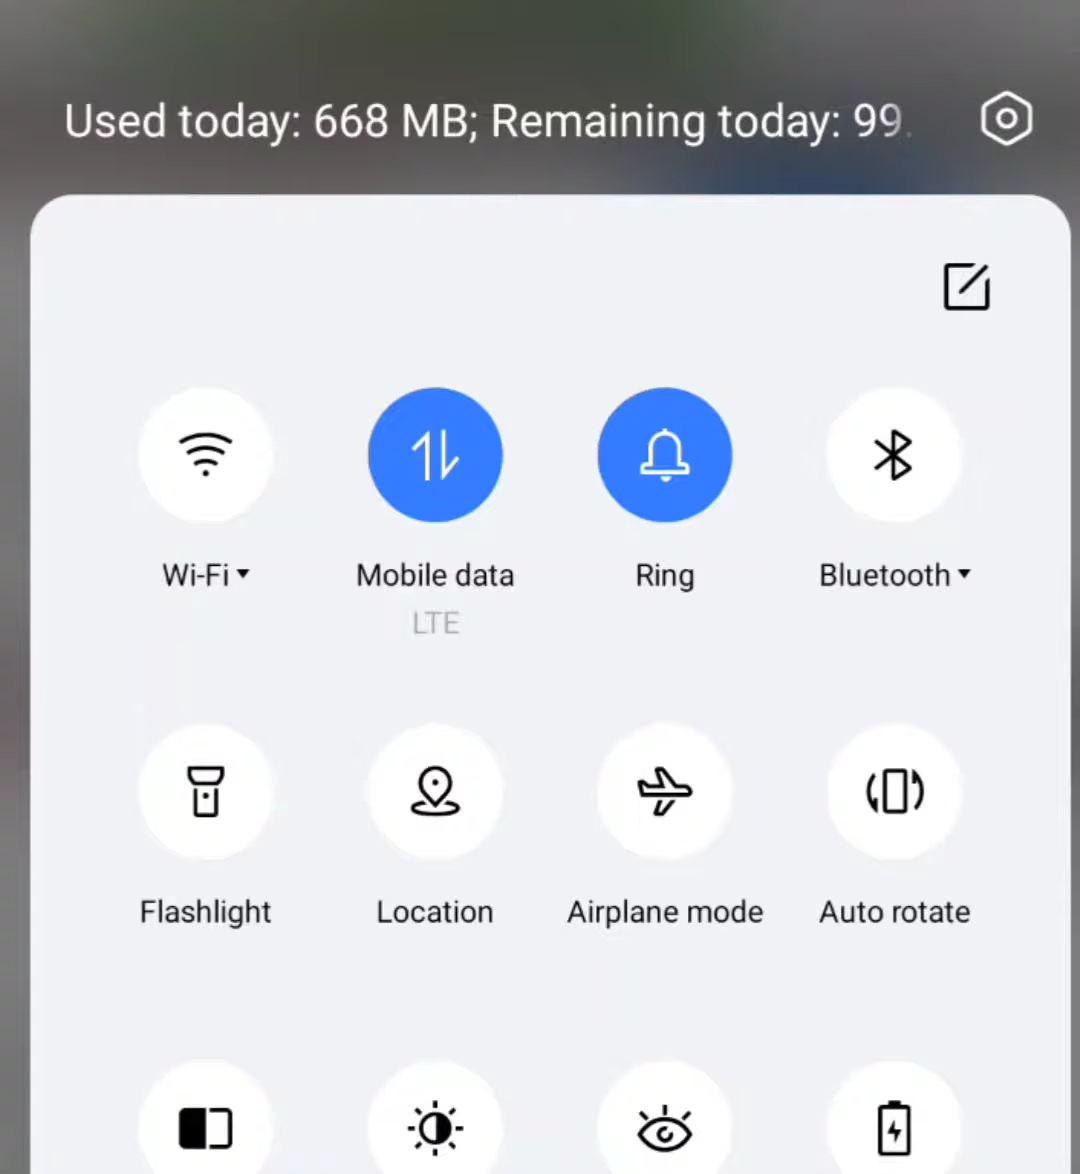 Used today: 668 MB; Remaining today: 99.
Wi-Fi
Mobile data
Ring
Bluetooth
LTE
Flashlight
Location
Airplane mode
Auto rotate